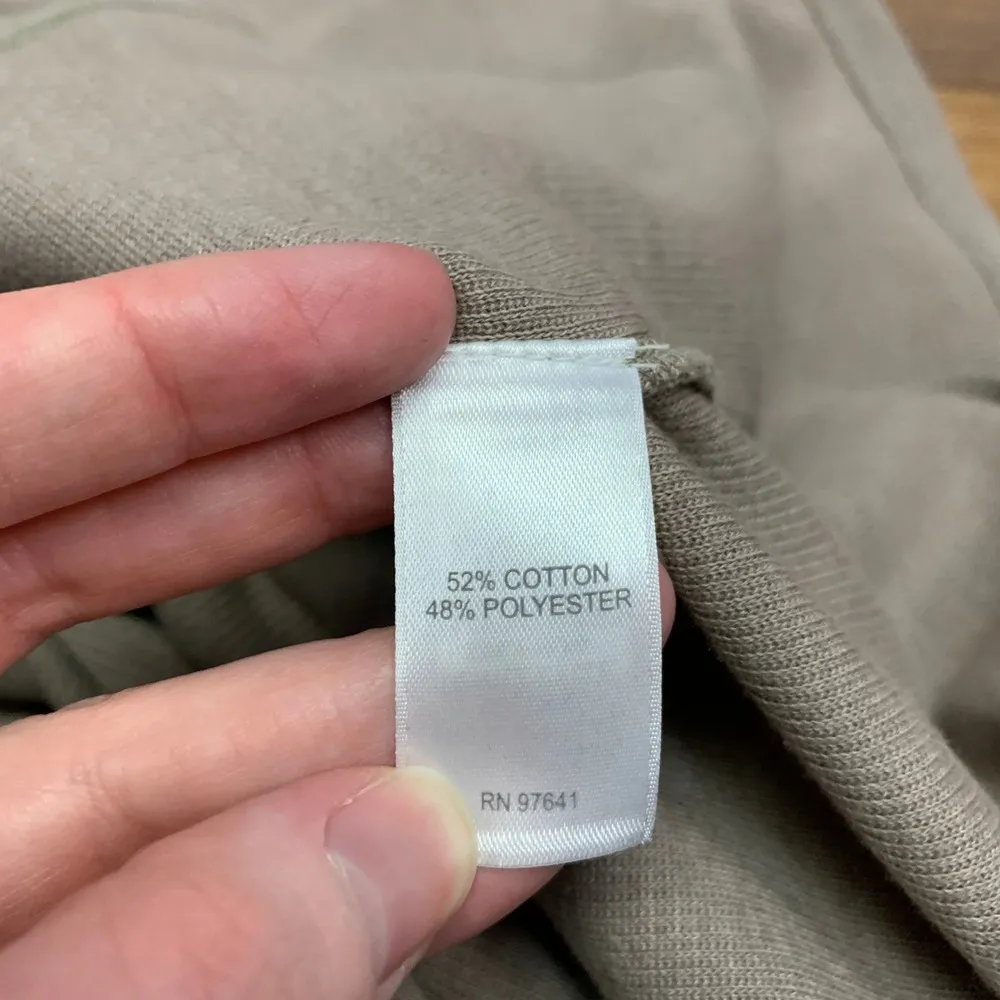 52% COTTON
48% POLYESTER
RN 97641